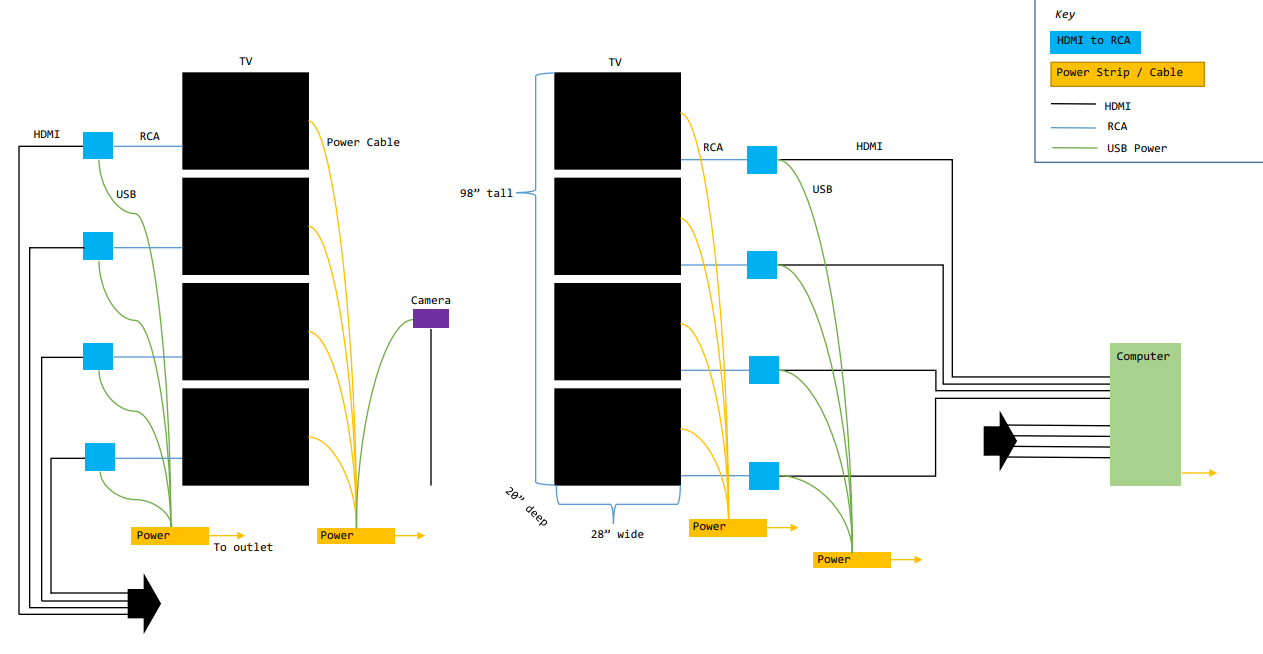 Key
HDMI to RCA
Power Strip / Cable
HDMI
RCA
USB Power
TV
HDMI
RCA
USB
Power Cable
Camera
Power
To outlet
Power
TV
98” tall
20” deep
28” wide
RCA
HDMI
USB
Power
Power
Computer